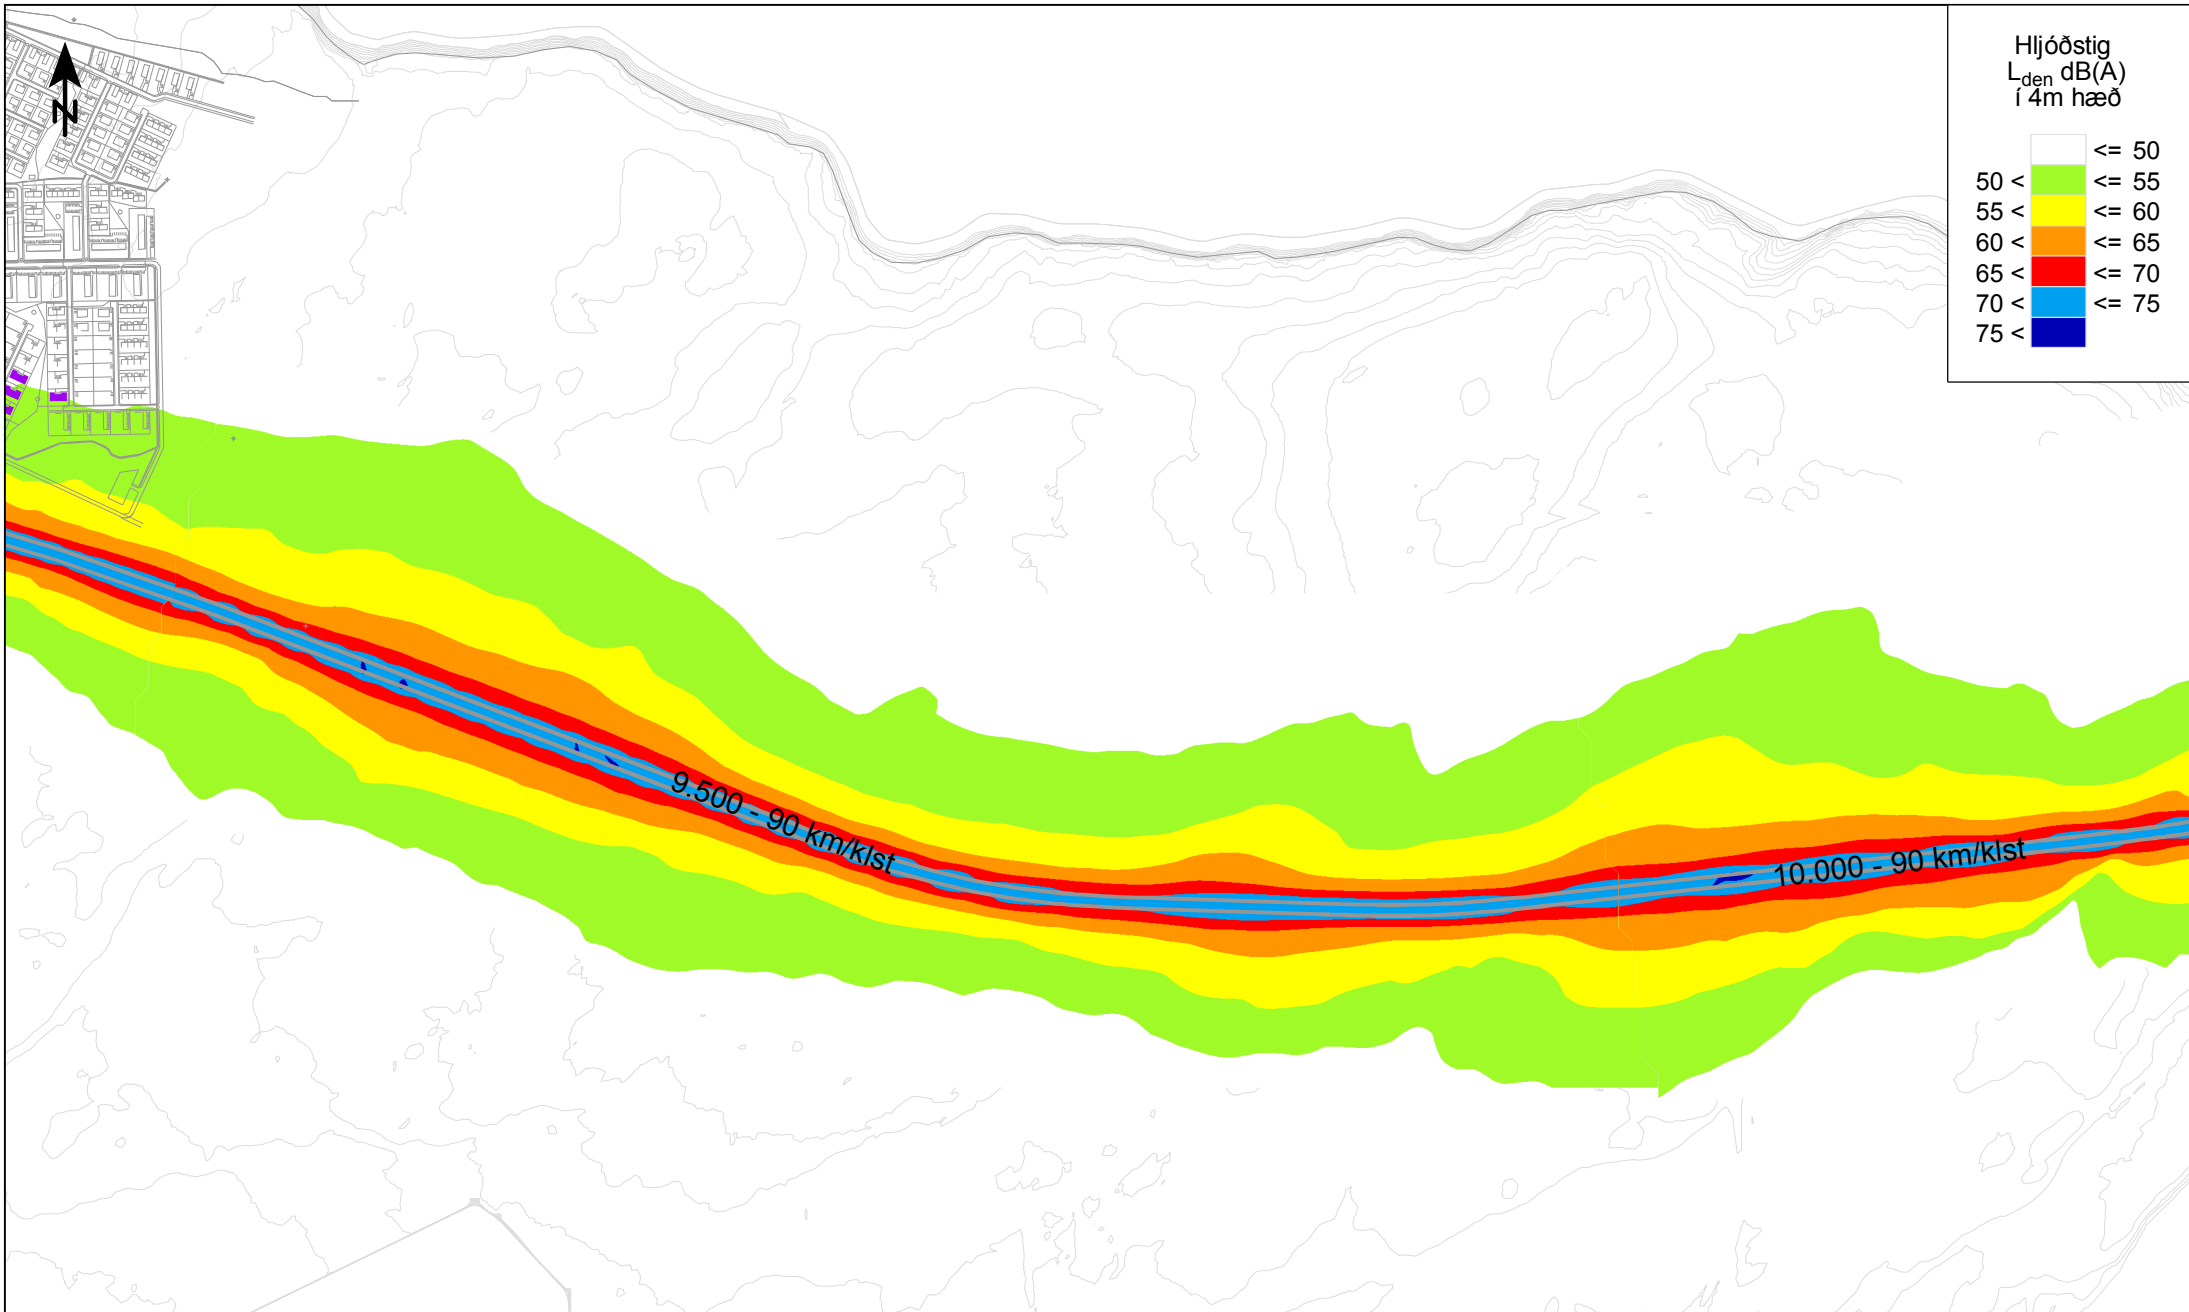 N
Hljóðstig
Lden dB(A)
í 4m hæð
<= 50
50 < <= 55
55 < <= 60
60 < <= 65
65 < <= 70
70 < <= 75
75 <
9.500 - 90 km/klst
10.000 - 90 km/klst